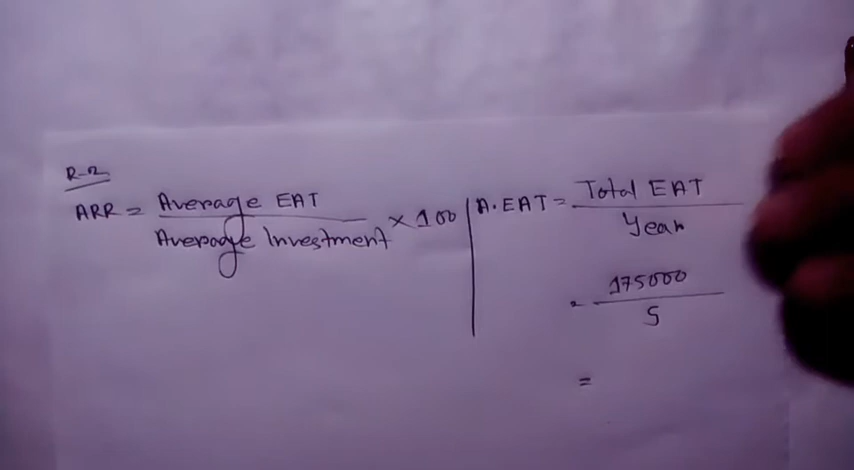 R-2
ARR = Average EAT / Average Investment × 100
A.EAT = Total EAT / Year
= 175000 / 5
=